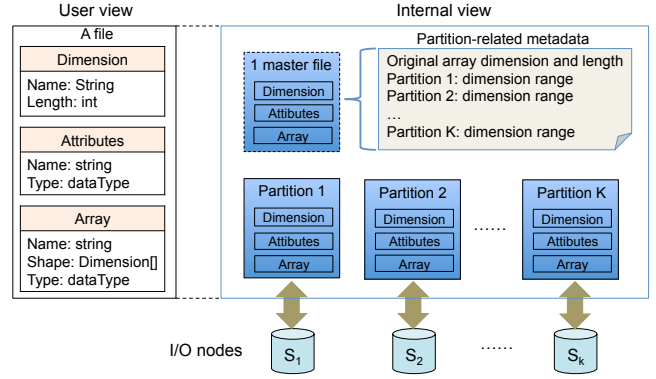 User view
Internal view
A file
Dimension
Name: String
Length: int
Attributes
Name: string
Type: dataType
Array
Name: string
Shape: Dimension[]
Type: dataType
Partition-related metadata
1 master file
Dimension
Attibutes
Array
Original array dimension and length
Partition 1: dimension range
Partition 2: dimension range
…
Partition K: dimension range
Partition 1
Dimension
Attibutes
Array
Partition 2
Dimension
Attibutes
Array
……
Partition K
Dimension
Attibutes
Array
I/O nodes
S1
S2
……
Sk